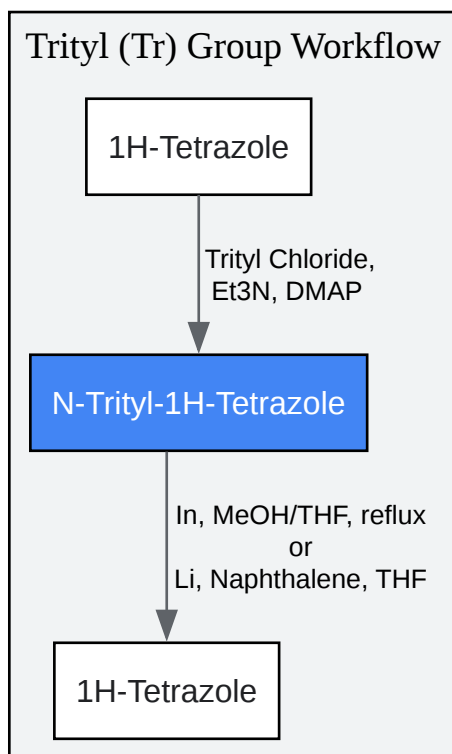 Trityl (Tr) Group Workflow
1H-Tetrazole
Trityl Chloride,
Et3N, DMAP
N-Trityl-1H-Tetrazole
In, MeOH/THF, reflux
or
Li, Naphthalene, THF
1H-Tetrazole